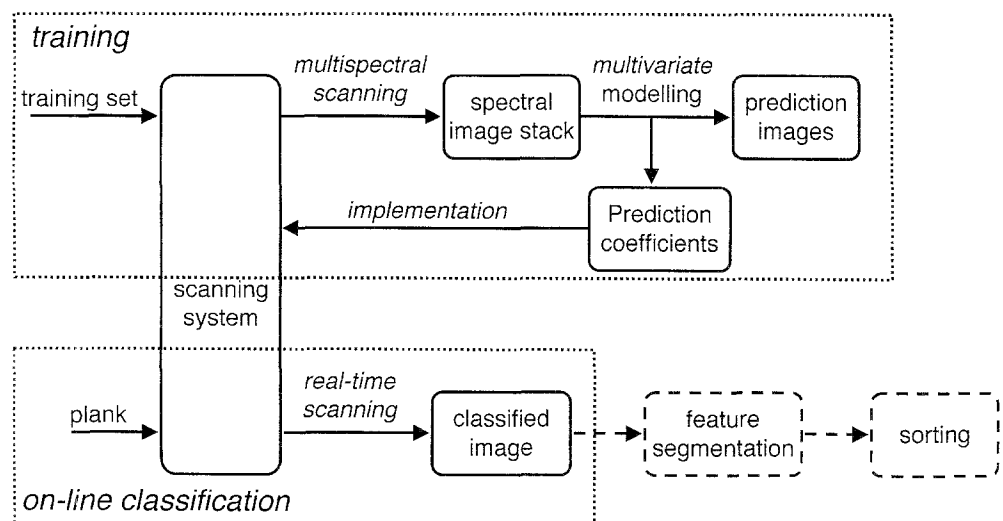 training
training set
multispectral
scanning
spectral
image stack
multivariate
modelling
prediction
images
implementation
Prediction
coefficients
scanning
system
plank
real-time
scanning
classified
image
feature
segmentation
sorting
on-line classification